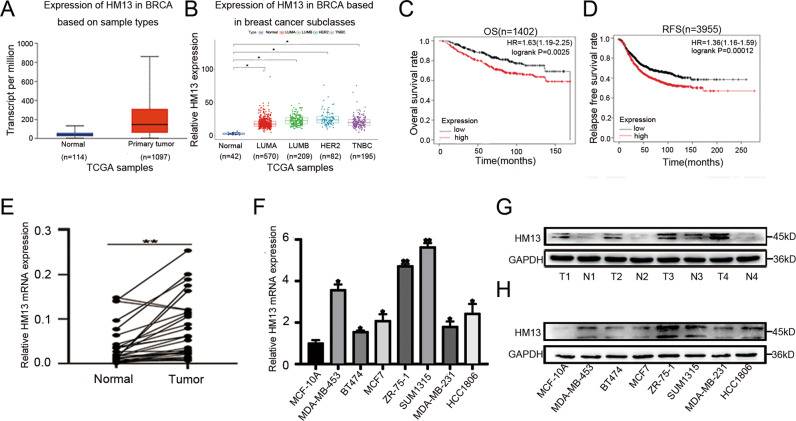 A
Expression of HM13 in BRCA
based on sample types
Transcript per million
1000
800
600
400
200
0
Normal
Primary tumor
(n=114)
(n=1097)
TCGA samples
B
Expression of HM13 in BRCA based
in breast cancer subclasses
Type Normal LUMA LUMB HER2 TNBC
Relative HM13 expression
100
50
0
Normal LUMA LUMB HER2 TNBC
(n=42) (n=570) (n=209) (n=82) (n=195)
TCGA samples
C
OS(n=1402)
HR=1.63(1.19-2.25)
logrank P=0.0025
Overal survival rate
1.0
0.8
0.6
0.4
0.2
0.0
Expression
low
high
0 50 100 150
Time(months)
D
RFS(n=3955)
HR=1.36(1.16-1.59)
logrank P=0.00012
Relapse free survival rate
1.0
0.8
0.6
0.4
0.2
0.0
Expression
low
high
0 50 100 150 200 250
Time(months)
E
**
Relative HM13 mRNA expression
0.3
0.2
0.1
0.0
Normal
Tumor
F
Relative HM13 mRNA expression
6
4
2
0
MCF-10A
MDA-MB-453
BT474
MCF7
ZR-75-1
SUM1315
MDA-MB-231
HCC1806
G
HM13
45kD
GAPDH
36kD
T1 N1 T2 N2 T3 N3 T4 N4
H
HM13
45kD
GAPDH
36kD
MCF-10A
MDA-MB-453
BT474
MCF7
ZR-75-1
SUM1315
MDA-MB-231
HCC1806